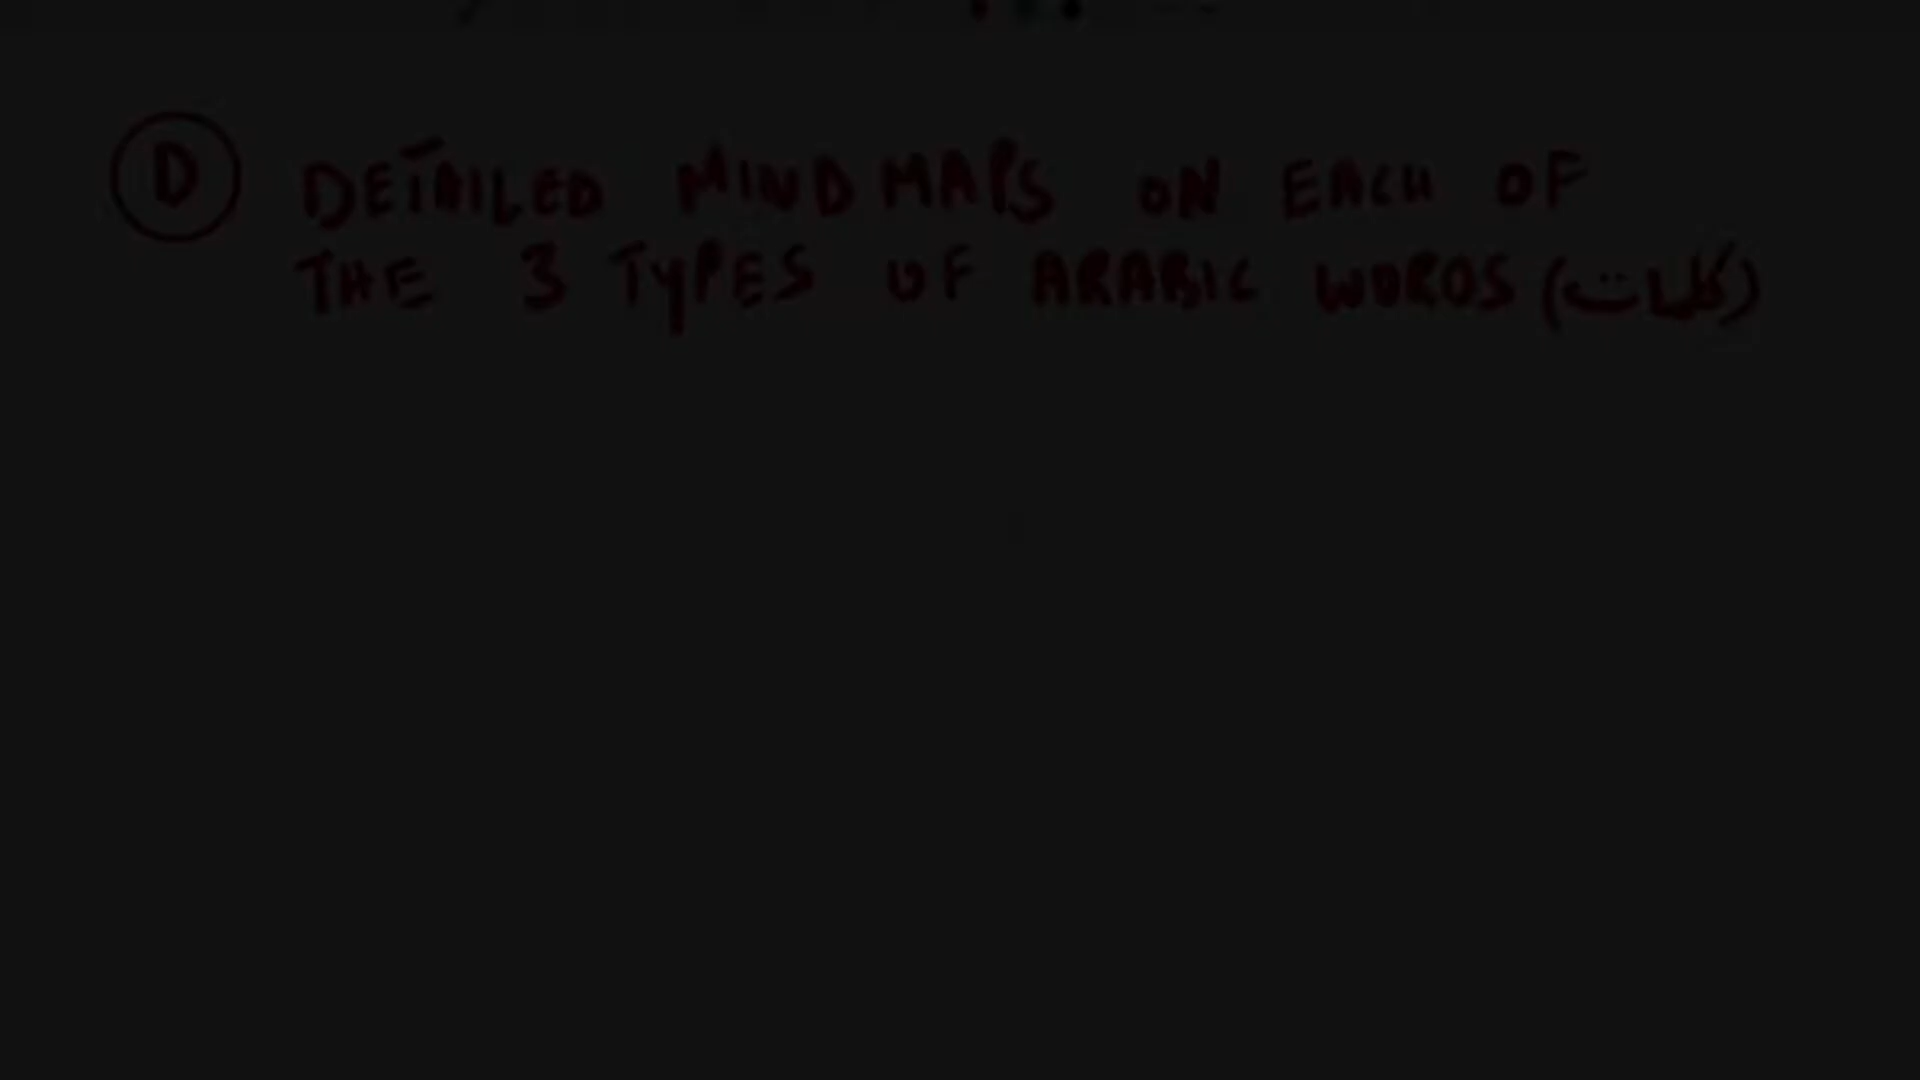 D DETAILED MIND MAPS ON EACH OF
THE 3 TYPES OF ARABIC WORDS (كلمات)